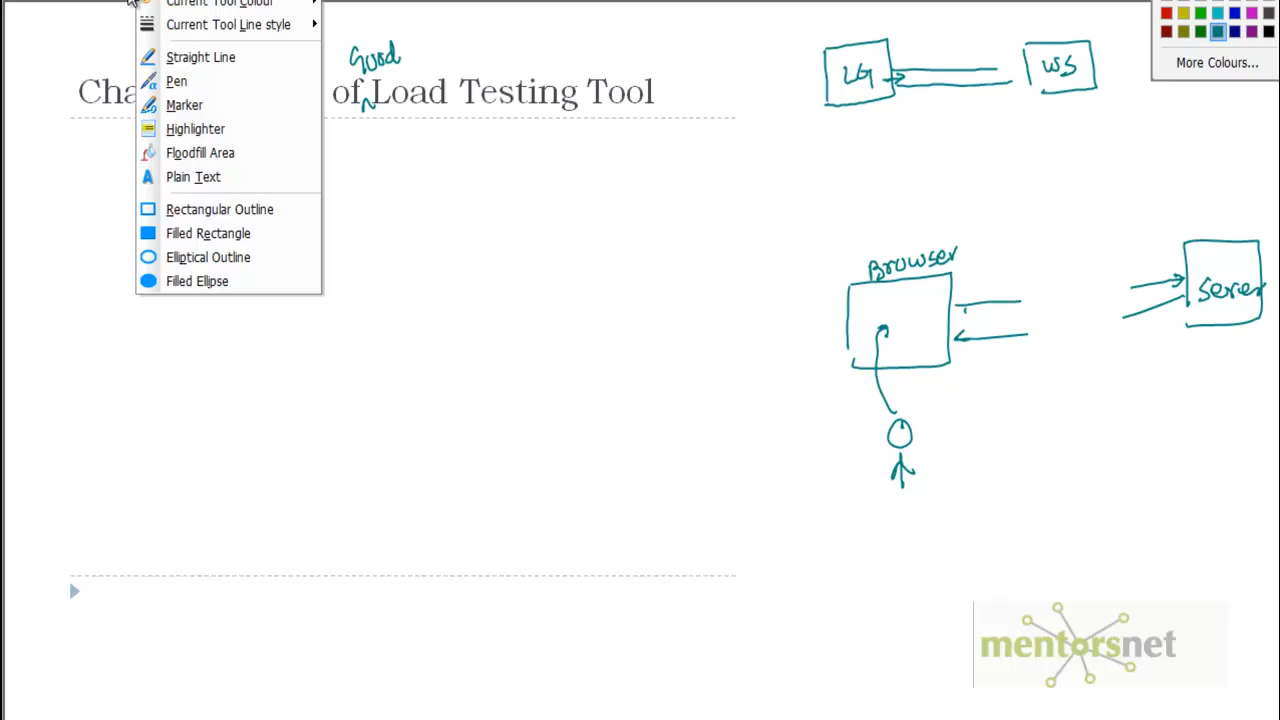 Current Tool Colour
Current Tool Line style
Straight Line
Pen
Marker
Highlighter
Floodfill Area
Plain Text
Rectangular Outline
Filled Rectangle
Elliptical Outline
Filled Ellipse
More Colours...
Good
Cha of Load Testing Tool
LG
WS
Browser
Server
mentorsnet